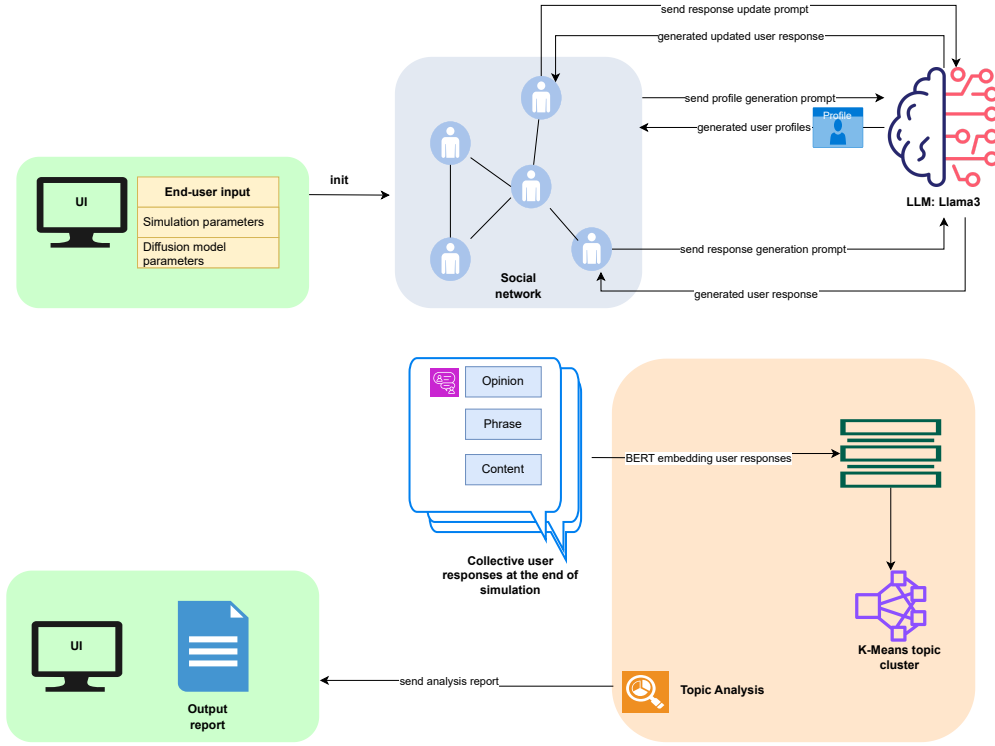 send response update prompt
generated updated user response
send profile generation prompt
Profile
generated user profiles
LLM: Llama3
UI
End-user input
Simulation parameters
Diffusion model
parameters
init
send response generation prompt
Social
network
generated user response
Opinion
Phrase
Content
BERT embedding user responses
Collective user
responses at the end of
simulation
K-Means topic
cluster
UI
Output
report
send analysis report
Topic Analysis